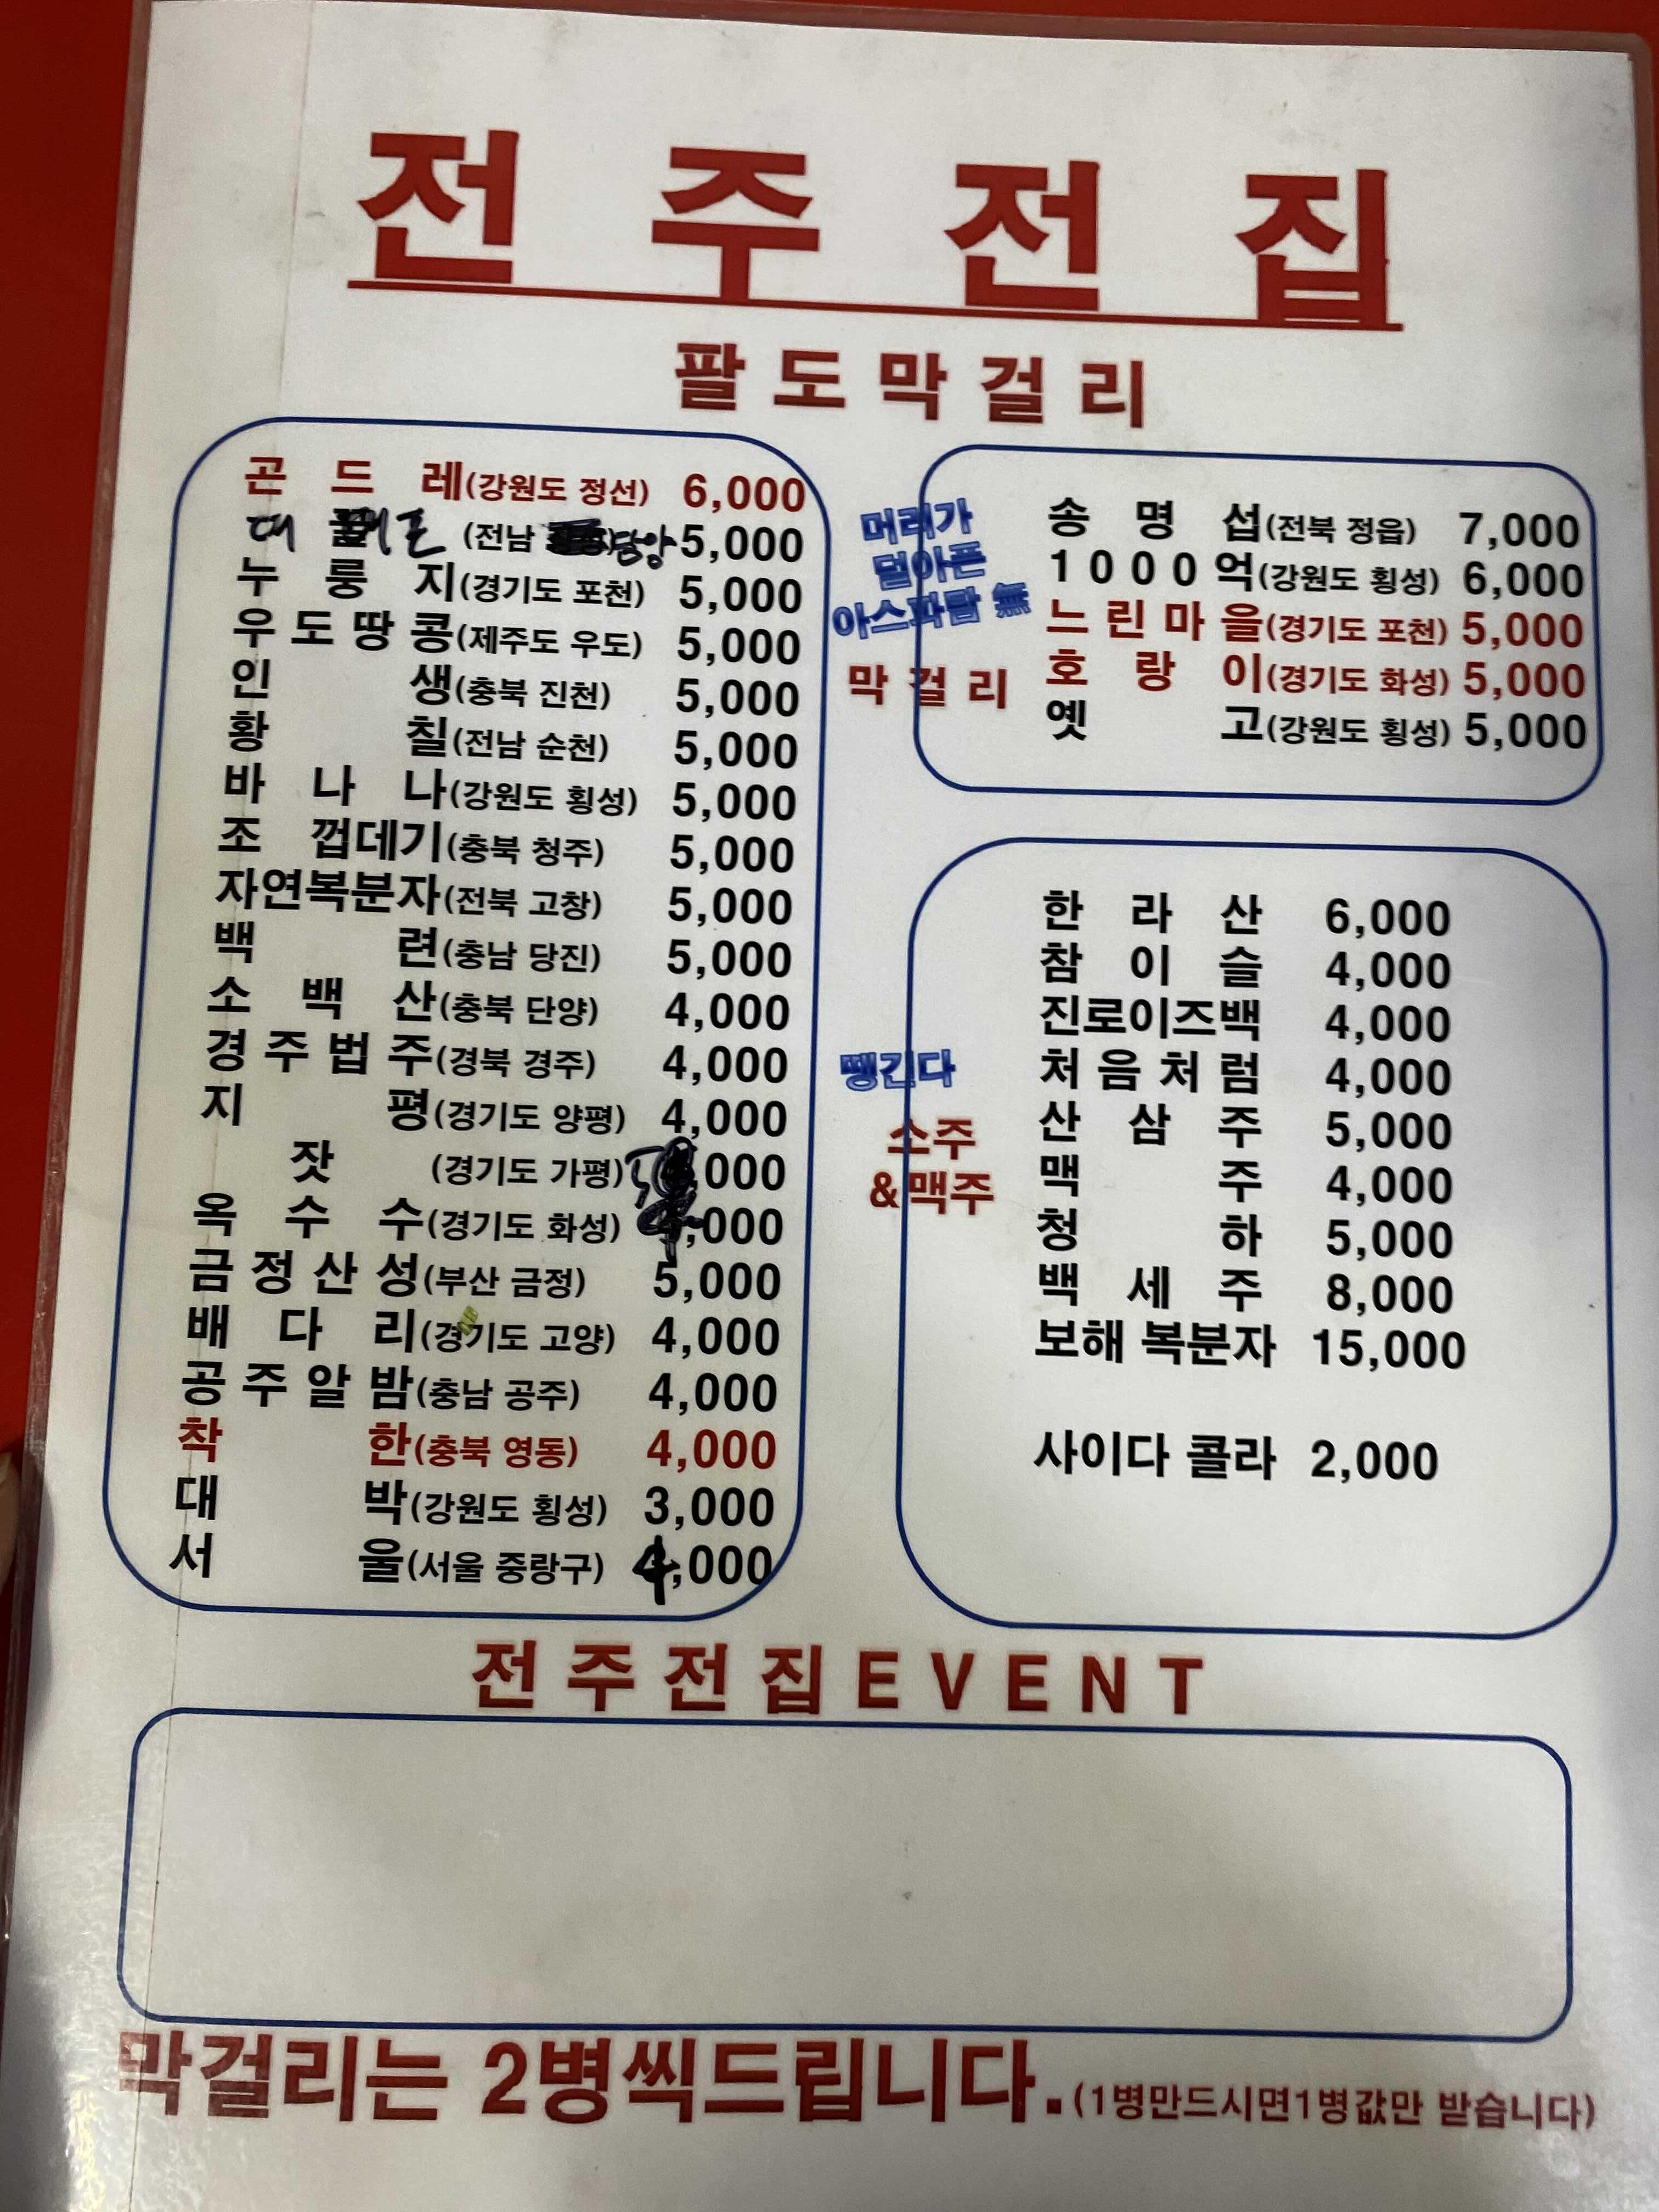 전주전집
팔도막걸리
곤드레(강원도 정선) 6,000
대 (전남 담양 5,000
누룽지(경기도 포천) 5,000
우도땅콩(제주도 우도) 5,000
인생(충북 진천) 5,000
황칠(전남 순천) 5,000
바나나(강원도 횡성) 5,000
조 껍데기(충북 청주) 5,000
자연복분자(전북 고창) 5,000
백련(충남 당진) 5,000
소백산(충북 단양) 4,000
경주법주(경북 경주) 4,000
지평(경기도 양평) 4,000
잣 (경기도 가평) ,000
옥수수(경기도 화성) 4,000
금정산성(부산 금정) 5,000
배다리(경기도 고양) 4,000
공주알밤(충남 공주) 4,000
착한(충북 영동) 4,000
대박(강원도 횡성) 3,000
서울(서울 중랑구) 4,000
머리가
덜아픈
아스파탐 無
막걸리
송명섭(전북 정읍) 7,000
1000억(강원도 횡성) 6,000
느린마을(경기도 포천) 5,000
호랑이(경기도 화성) 5,000
옛고(강원도 횡성) 5,000
땡긴다
소주
&맥주
한라산 6,000
참이슬 4,000
진로이즈백 4,000
처음처럼 4,000
산삼주 5,000
맥주 4,000
청하 5,000
백세주 8,000
보해 복분자 15,000
사이다 콜라 2,000
전주전집EVENT
막걸리는 2병씩드립니다.(1병만드시면1병값만 받습니다)